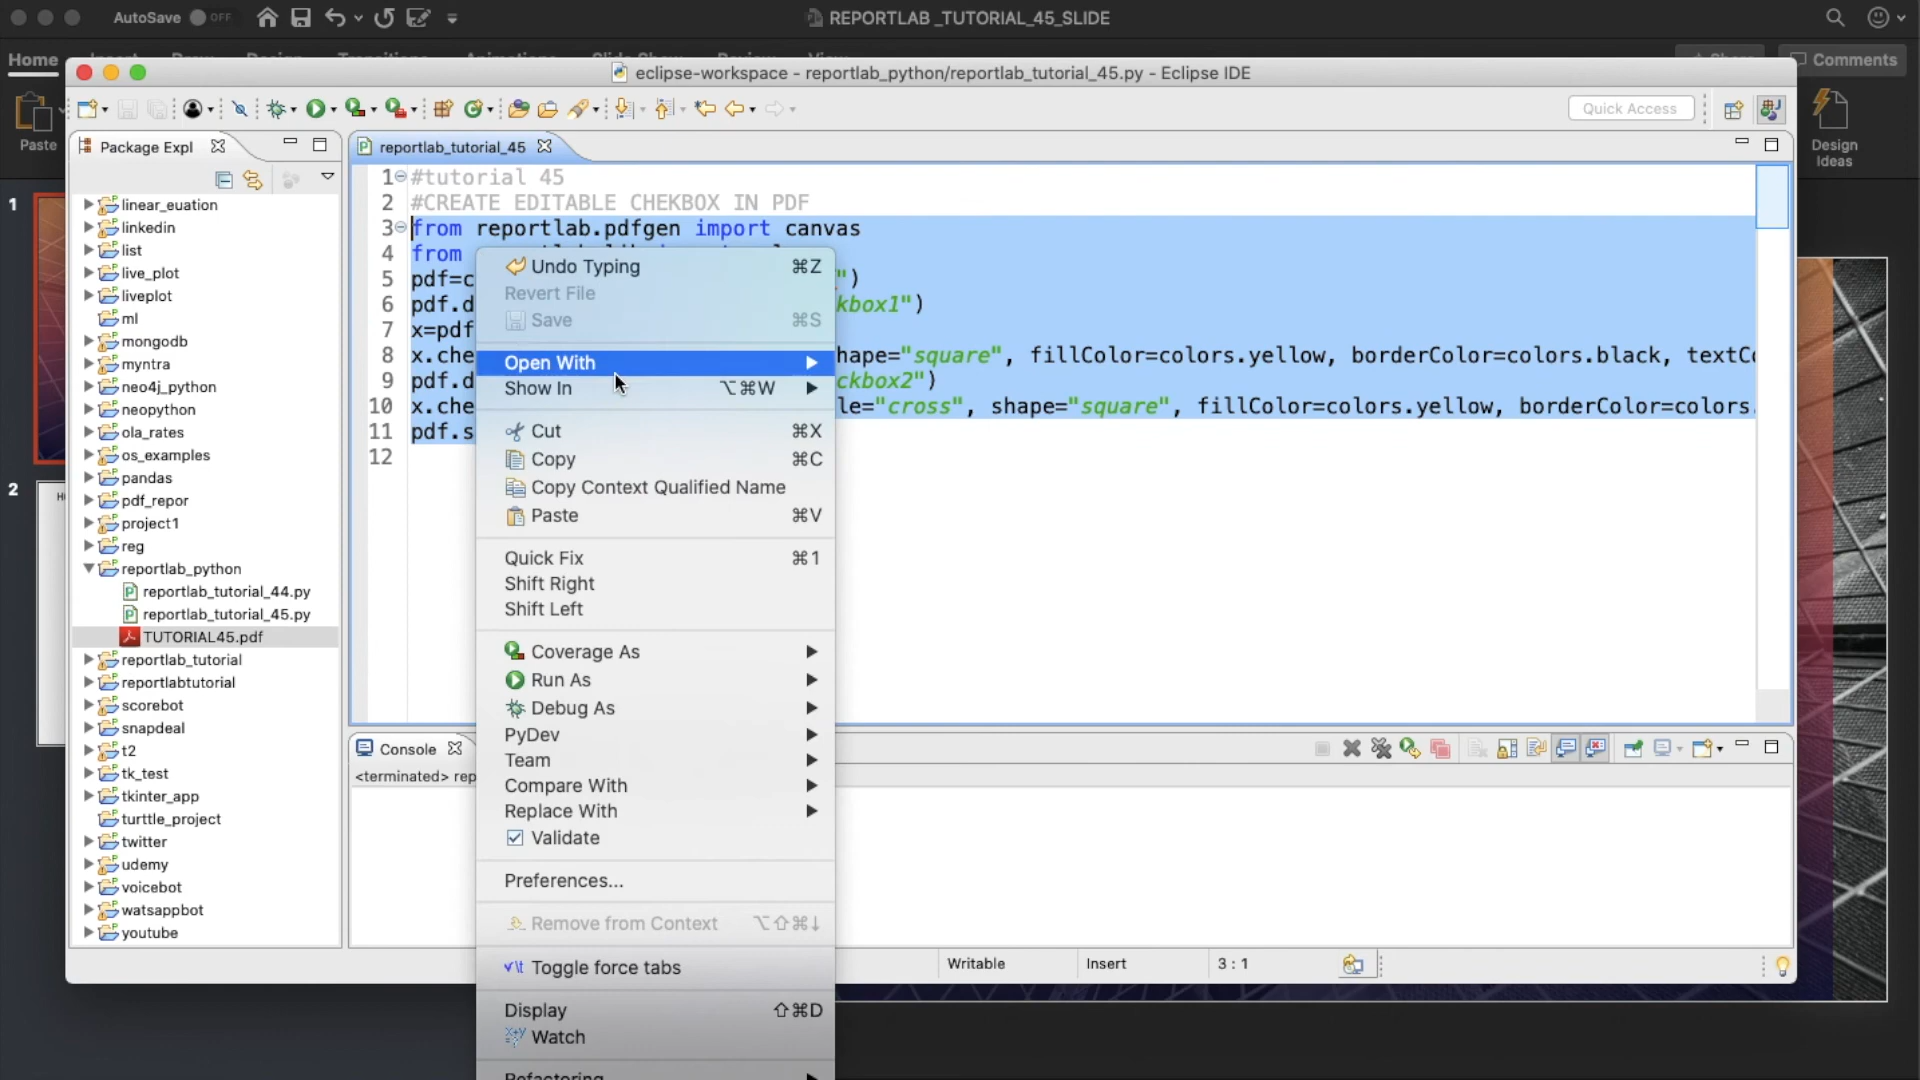 AutoSave OFF
REPORTLAB _TUTORIAL_45_SLIDE
Home
Comments
Paste
Design
Ideas
1
2
eclipse-workspace - reportlab_python/reportlab_tutorial_45.py - Eclipse IDE
Quick Access
Package Expl
linear_euation
linkedin
list
live_plot
liveplot
ml
mongodb
myntra
neo4j_python
neopython
ola_rates
os_examples
pandas
pdf_repor
project1
reg
reportlab_python
reportlab_tutorial_44.py
reportlab_tutorial_45.py
TUTORIAL45.pdf
reportlab_tutorial
reportlabtutorial
scorebot
snapdeal
t2
tk_test
tkinter_app
turttle_project
twitter
udemy
voicebot
watsappbot
youtube
reportlab_tutorial_45
1 #tutorial 45
2 #CREATE EDITABLE CHEKBOX IN PDF
3 from reportlab.pdfgen import canvas
4 from
5 pdf=c ")
6 pdf.d kbox1")
7 x=pdf
8 x.che hape="square", fillColor=colors.yellow, borderColor=colors.black, textCo
9 pdf.d ckbox2")
10 x.che le="cross", shape="square", fillColor=colors.yellow, borderColor=colors.
11 pdf.s
12
Undo Typing ⌘Z
Revert File
Save ⌘S
Open With
Show In ⌥⌘W
Cut ⌘X
Copy ⌘C
Copy Context Qualified Name
Paste ⌘V
Quick Fix ⌘1
Shift Right
Shift Left
Coverage As
Run As
Debug As
PyDev
Team
Compare With
Replace With
Validate
Preferences...
Remove from Context ⌥⇧⌘↓
Toggle force tabs
Display ⇧⌘D
Watch
Refactoring
Console
<terminated> rep
Writable
Insert
3 : 1